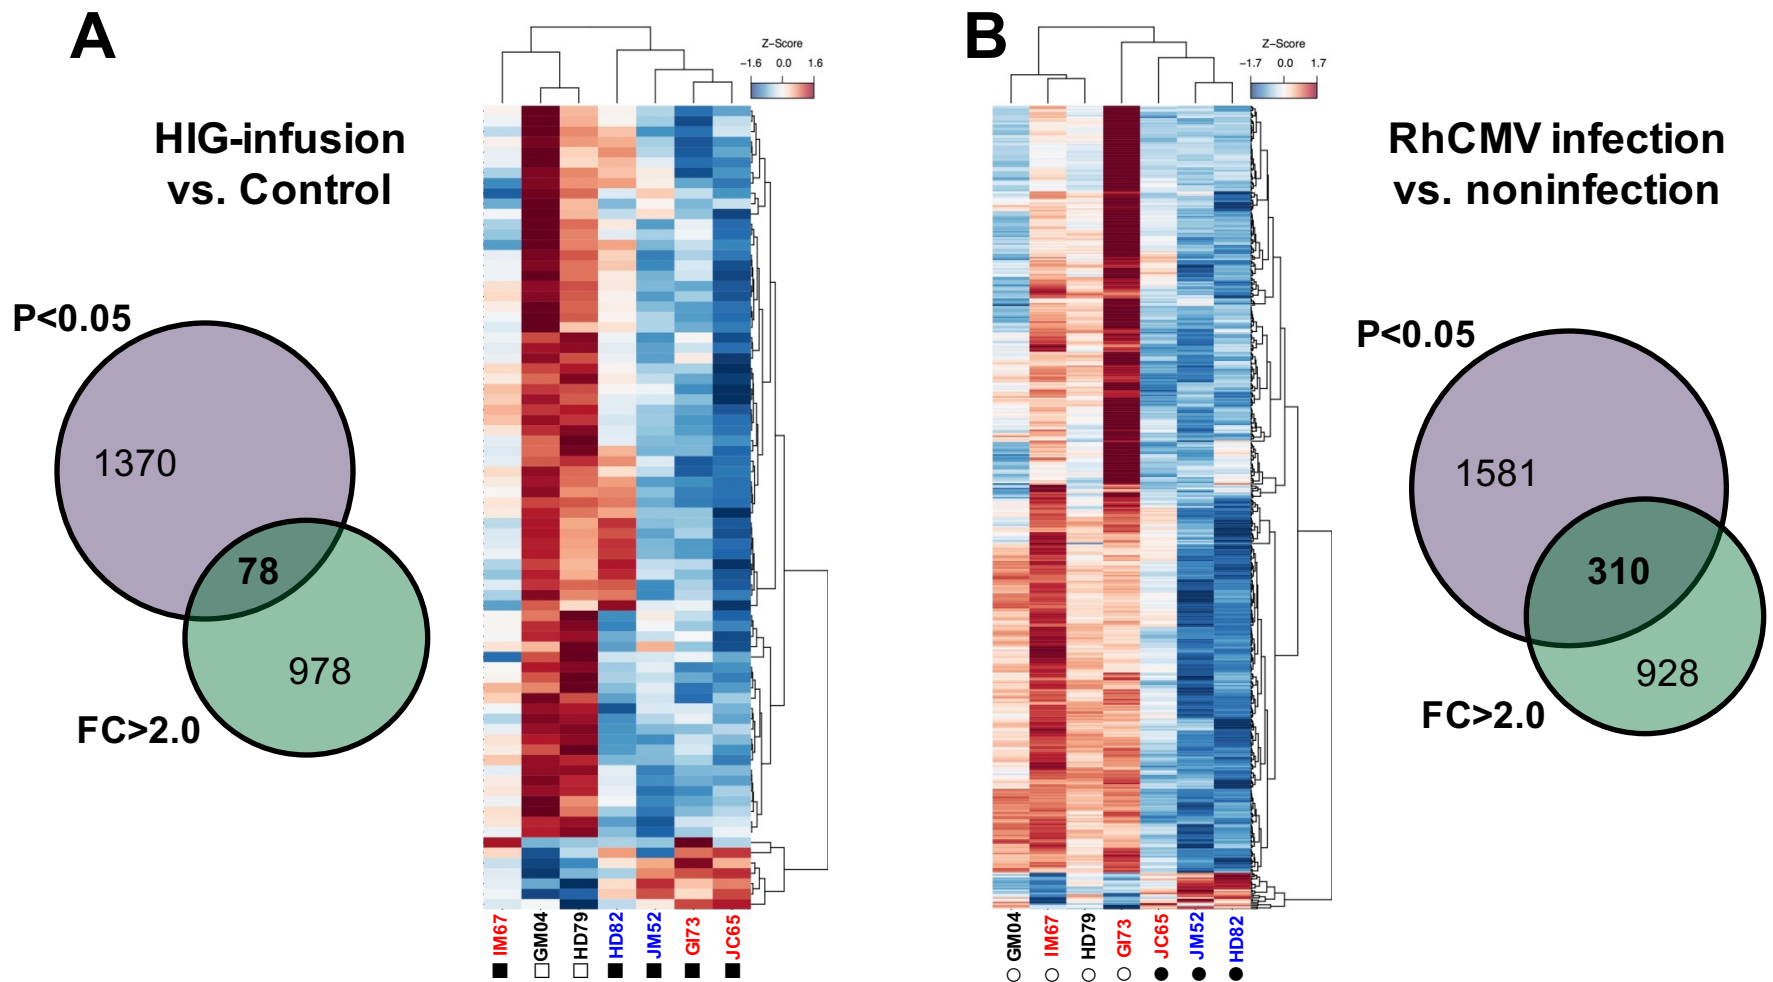 A
HIG-infusion
vs. Control
P<0.05
1370
78
978
FC>2.0
Z-Score
-1.6 0.0 1.6
IM67 GM04 HD79 HD82 JM52 GI73 JC65
B
Z-Score
-1.7 0.0 1.7
GM04 IM67 HD79 GI73 JC65 JM52 HD82
RhCMV infection
vs. noninfection
P<0.05
1581
310
928
FC>2.0